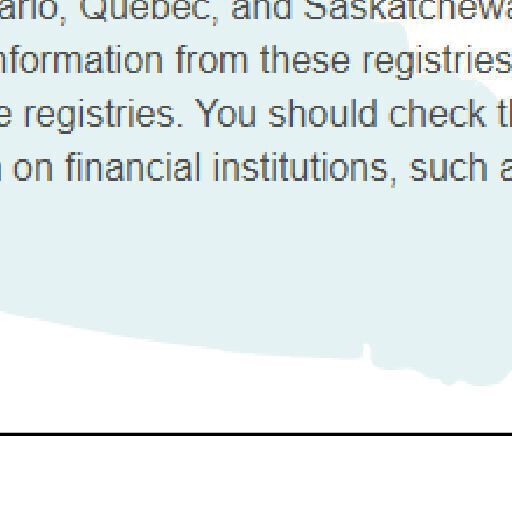 ario, Quebec, and Saskatchewa
nformation from these registries
e registries. You should check th
on financial institutions, such a